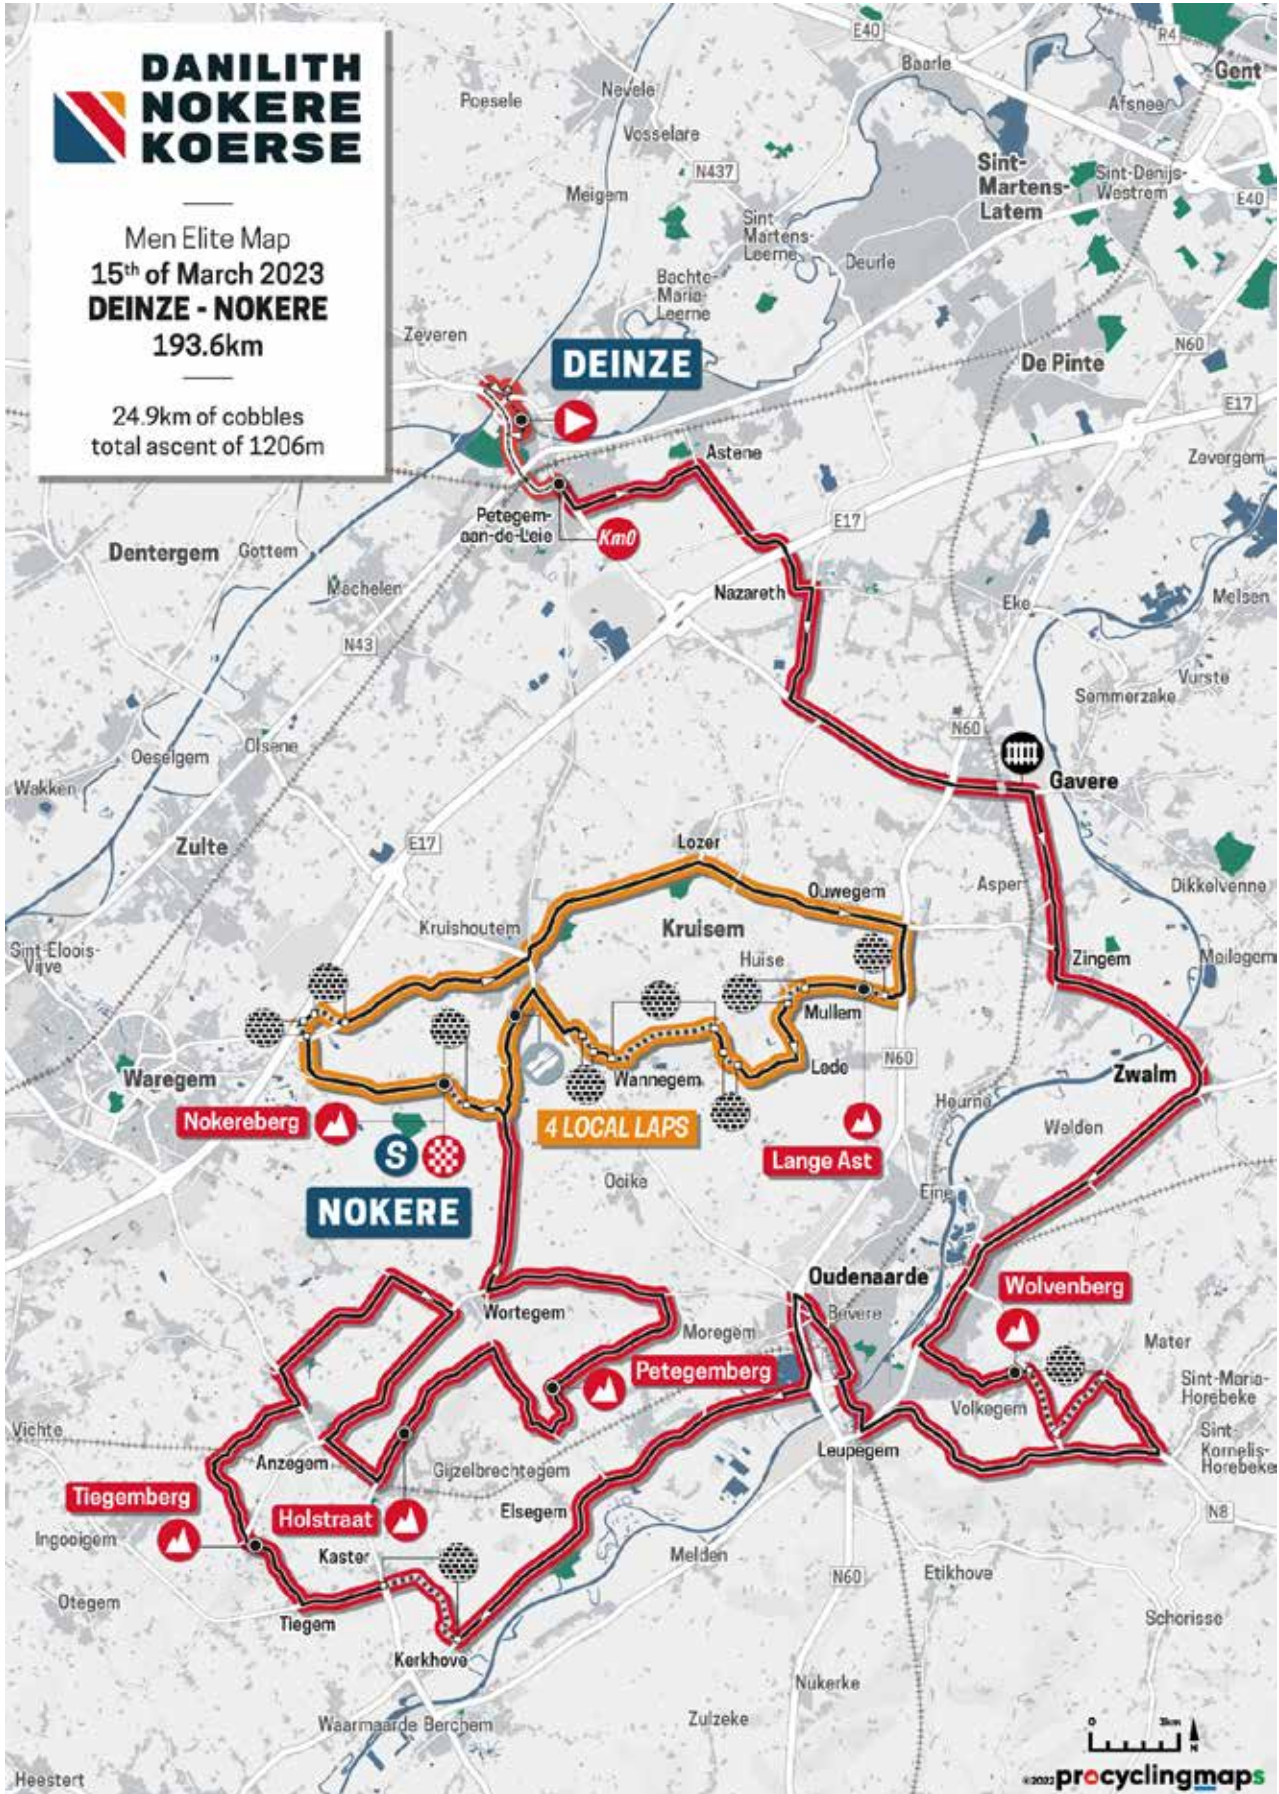 DANILITH
NOKERE
KOERSE
Men Elite Map
15th of March 2023
DEINZE - NOKERE
193.6km
24.9km of cobbles
total ascent of 1206m
E40
R4
Baarle
Gent
Poesele
Nevele
Afsnee
Vosselare
N437
Sint-
Martens-
Latem
Sint-Denijs-
Westrem
E40
Meigem
Sint
Martens-
Leerne
Deurle
Bachte-
Maria-
Leerne
Zeveren
N60
DEINZE
De Pinte
E17
Astene
Zevergem
Petegem-
aan-de-Leie
Km0
E17
Dentergem
Gottem
Machelen
Nazareth
Eke
Melsen
N43
Vurste
Semmerzake
N60
Olsene
Oeselgem
Wakken
Gavere
Zulte
E17
Lozer
Ouwegem
Asper
Dikkelvenne
Kruishoutem
Kruisem
Sint-Eloois-
Vijve
Huise
Zingem
Meilegem
Mullem
Waregem
Wannegem
Lede
N60
Zwalm
Nokereberg
4 LOCAL LAPS
Heurne
Welden
S
Lange Ast
NOKERE
Ooike
Eine
Oudenaarde
Wolvenberg
Wortegem
Bevere
Moregem
Mater
Petegemberg
Sint-Maria-
Horebeke
Volkegem
Vichte
Sint-
Kornelis-
Horebeke
Anzegem
Gijzelbrechtegem
Leupegem
Tiegemberg
Holstraat
Elsegem
N8
Ingooigem
Kaster
Melden
N60
Etikhove
Otegem
Tiegem
Schorisse
Kerkhove
Nukerke
Waarmaarde
Berchem
Zulzeke
0
3km
N
Heestert
©2023 procyclingmaps